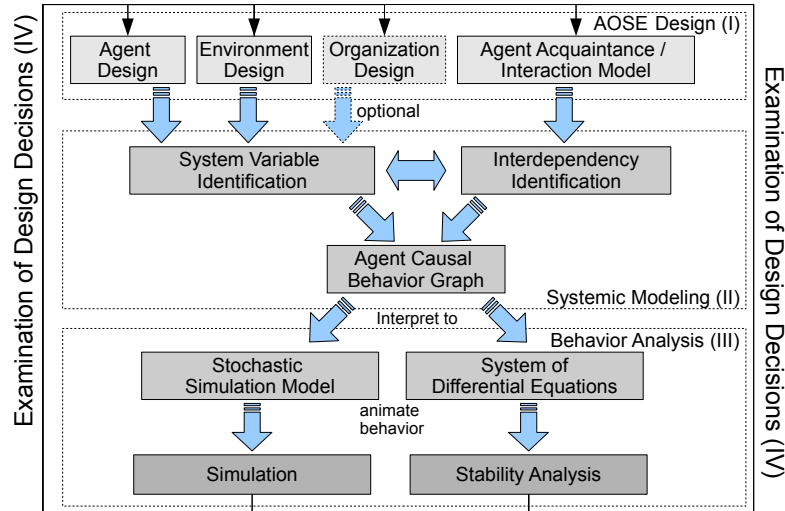 Examination of Design Decisions (IV)
AOSE Design (I)
Agent
Design
Environment
Design
Organization
Design
Agent Acquaintance /
Interaction Model
optional
System Variable
Identification
Interdependency
Identification
Agent Causal
Behavior Graph
Systemic Modeling (II)
Interpret to
Behavior Analysis (III)
Stochastic
Simulation Model
System of
Differential Equations
animate
behavior
Simulation
Stability Analysis
Examination of Design Decisions (IV)